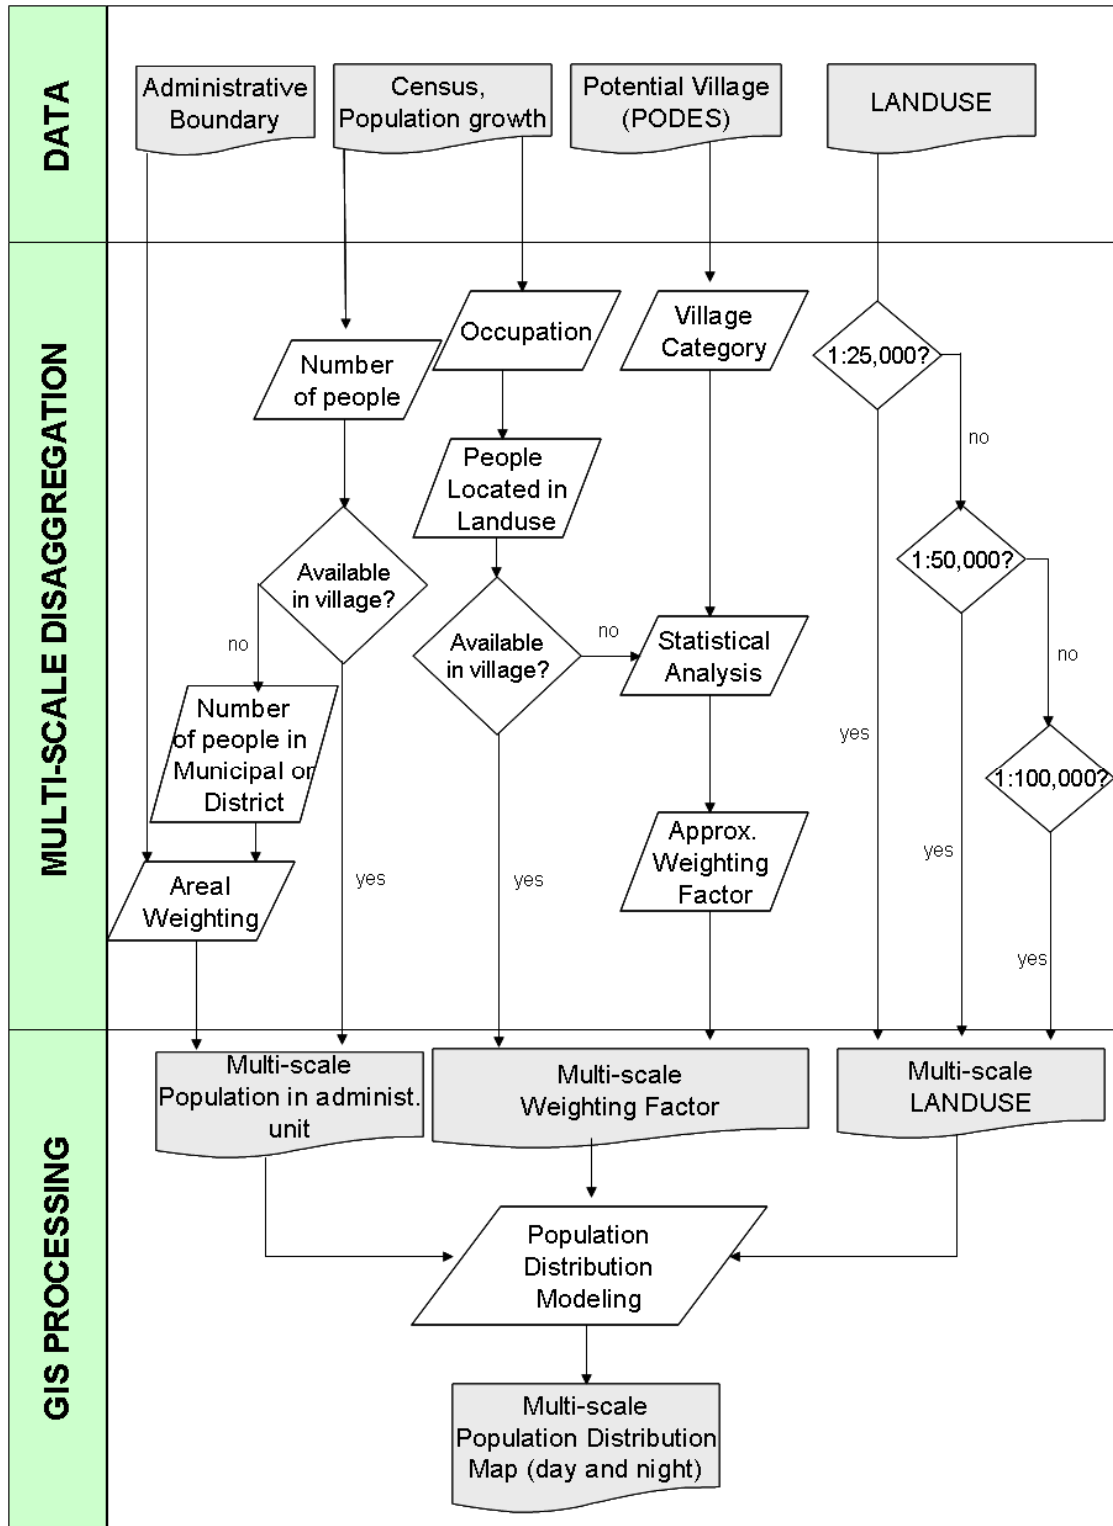 DATA
Administrative
Boundary
Census,
Population growth
Potential Village
(PODES)
LANDUSE
MULTI-SCALE DISAGGREGATION
Number
of people
Occupation
Village
Category
1:25,000?
no
People
Located in
Landuse
Available
in village?
no
1:50,000?
no
Available
in village?
no
Statistical
Analysis
Number
of people in
Municipal or
District
yes
1:100,000?
Areal
Weighting
yes
yes
Approx.
Weighting
Factor
yes
yes
GIS PROCESSING
Multi-scale
Population in administ.
unit
Multi-scale
Weighting Factor
Multi-scale
LANDUSE
Population
Distribution
Modeling
Multi-scale
Population Distribution
Map (day and night)